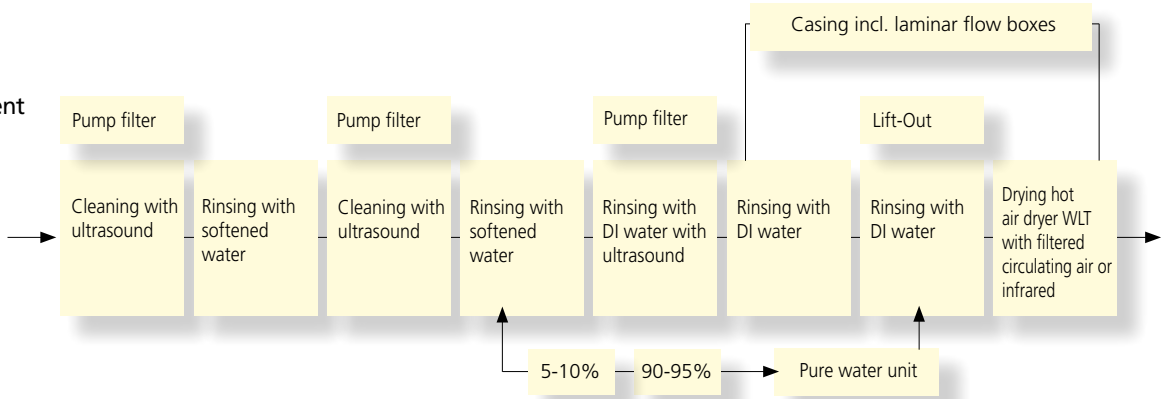 Casing incl. laminar flow boxes
Pump filter
Pump filter
Pump filter
Lift-Out
Cleaning with
ultrasound
Rinsing with
softened
water
Cleaning with
ultrasound
Rinsing with
softened
water
Rinsing with
DI water with
ultrasound
Rinsing with
DI water
Rinsing with
DI water
Drying hot
air dryer WLT
with filtered
circulating air or
infrared
5-10%
90-95%
Pure water unit